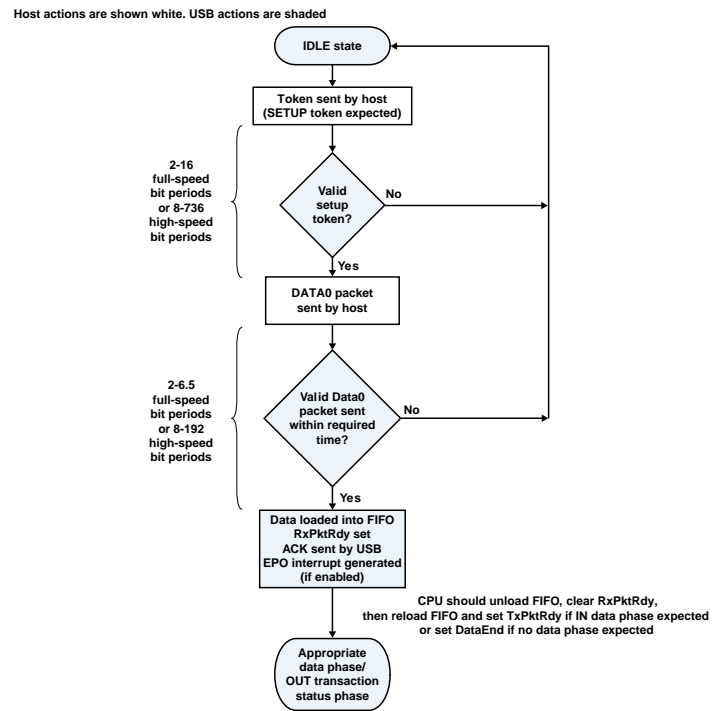 Host actions are shown white. USB actions are shaded
IDLE state
Token sent by host
(SETUP token expected)
2-16
full-speed
bit periods
or 8-736
high-speed
bit periods
Valid
setup
token?
No
Yes
DATA0 packet
sent by host
2-6.5
full-speed
bit periods
or 8-192
high-speed
bit periods
Valid Data0
packet sent
within required
time?
No
Yes
Data loaded into FIFO
RxPktRdy set
ACK sent by USB
EPO interrupt generated
(if enabled)
CPU should unload FIFO, clear RxPktRdy,
then reload FIFO and set TxPktRdy if IN data phase expected
or set DataEnd if no data phase expected
Appropriate
data phase/
OUT transaction
status phase